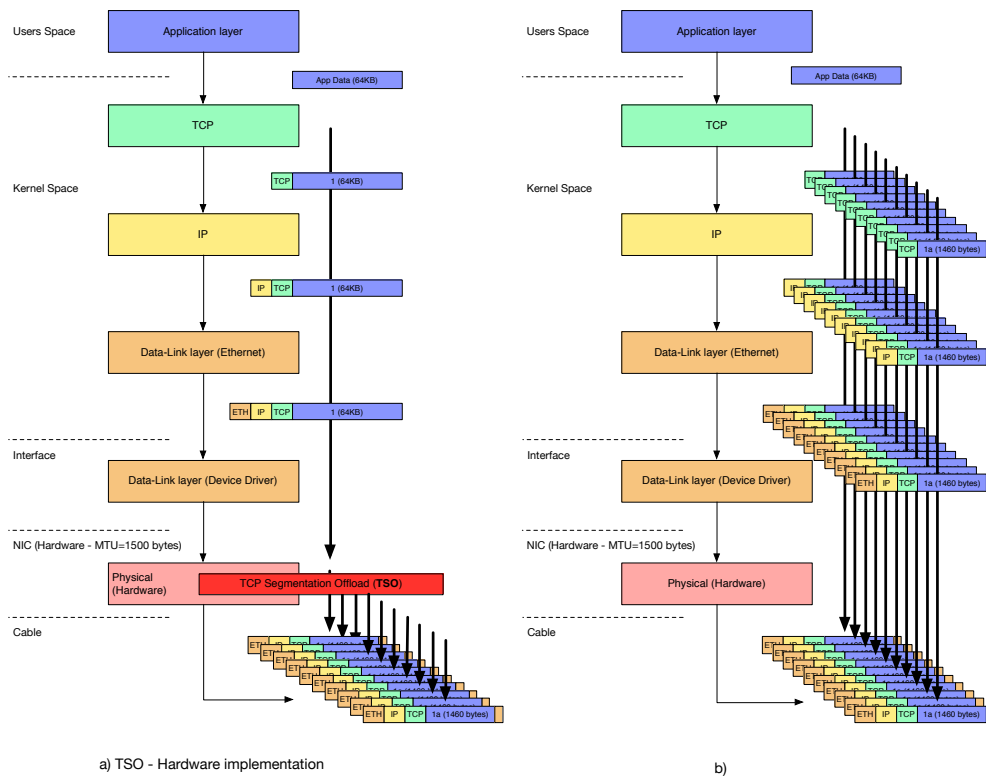 Users Space
Application layer
App Data (64KB)
TCP
TCP 1 (64KB)
Kernel Space
IP
IP TCP 1 (64KB)
Data-Link layer (Ethernet)
ETH IP TCP 1 (64KB)
Interface
Data-Link layer (Device Driver)
NIC (Hardware - MTU=1500 bytes)
Physical
(Hardware)
TCP Segmentation Offload (TSO)
Cable
ETH IP TCP 1a (1460 bytes)
a) TSO - Hardware implementation
Users Space
Application layer
App Data (64KB)
TCP
Kernel Space
TCP 1a (1460 bytes)
IP
IP TCP 1a (1460 bytes)
Data-Link layer (Ethernet)
Interface
ETH IP TCP 1a (1460 bytes)
Data-Link layer (Device Driver)
NIC (Hardware - MTU=1500 bytes)
Physical (Hardware)
Cable
ETH IP TCP 1a (1460 bytes)
b)